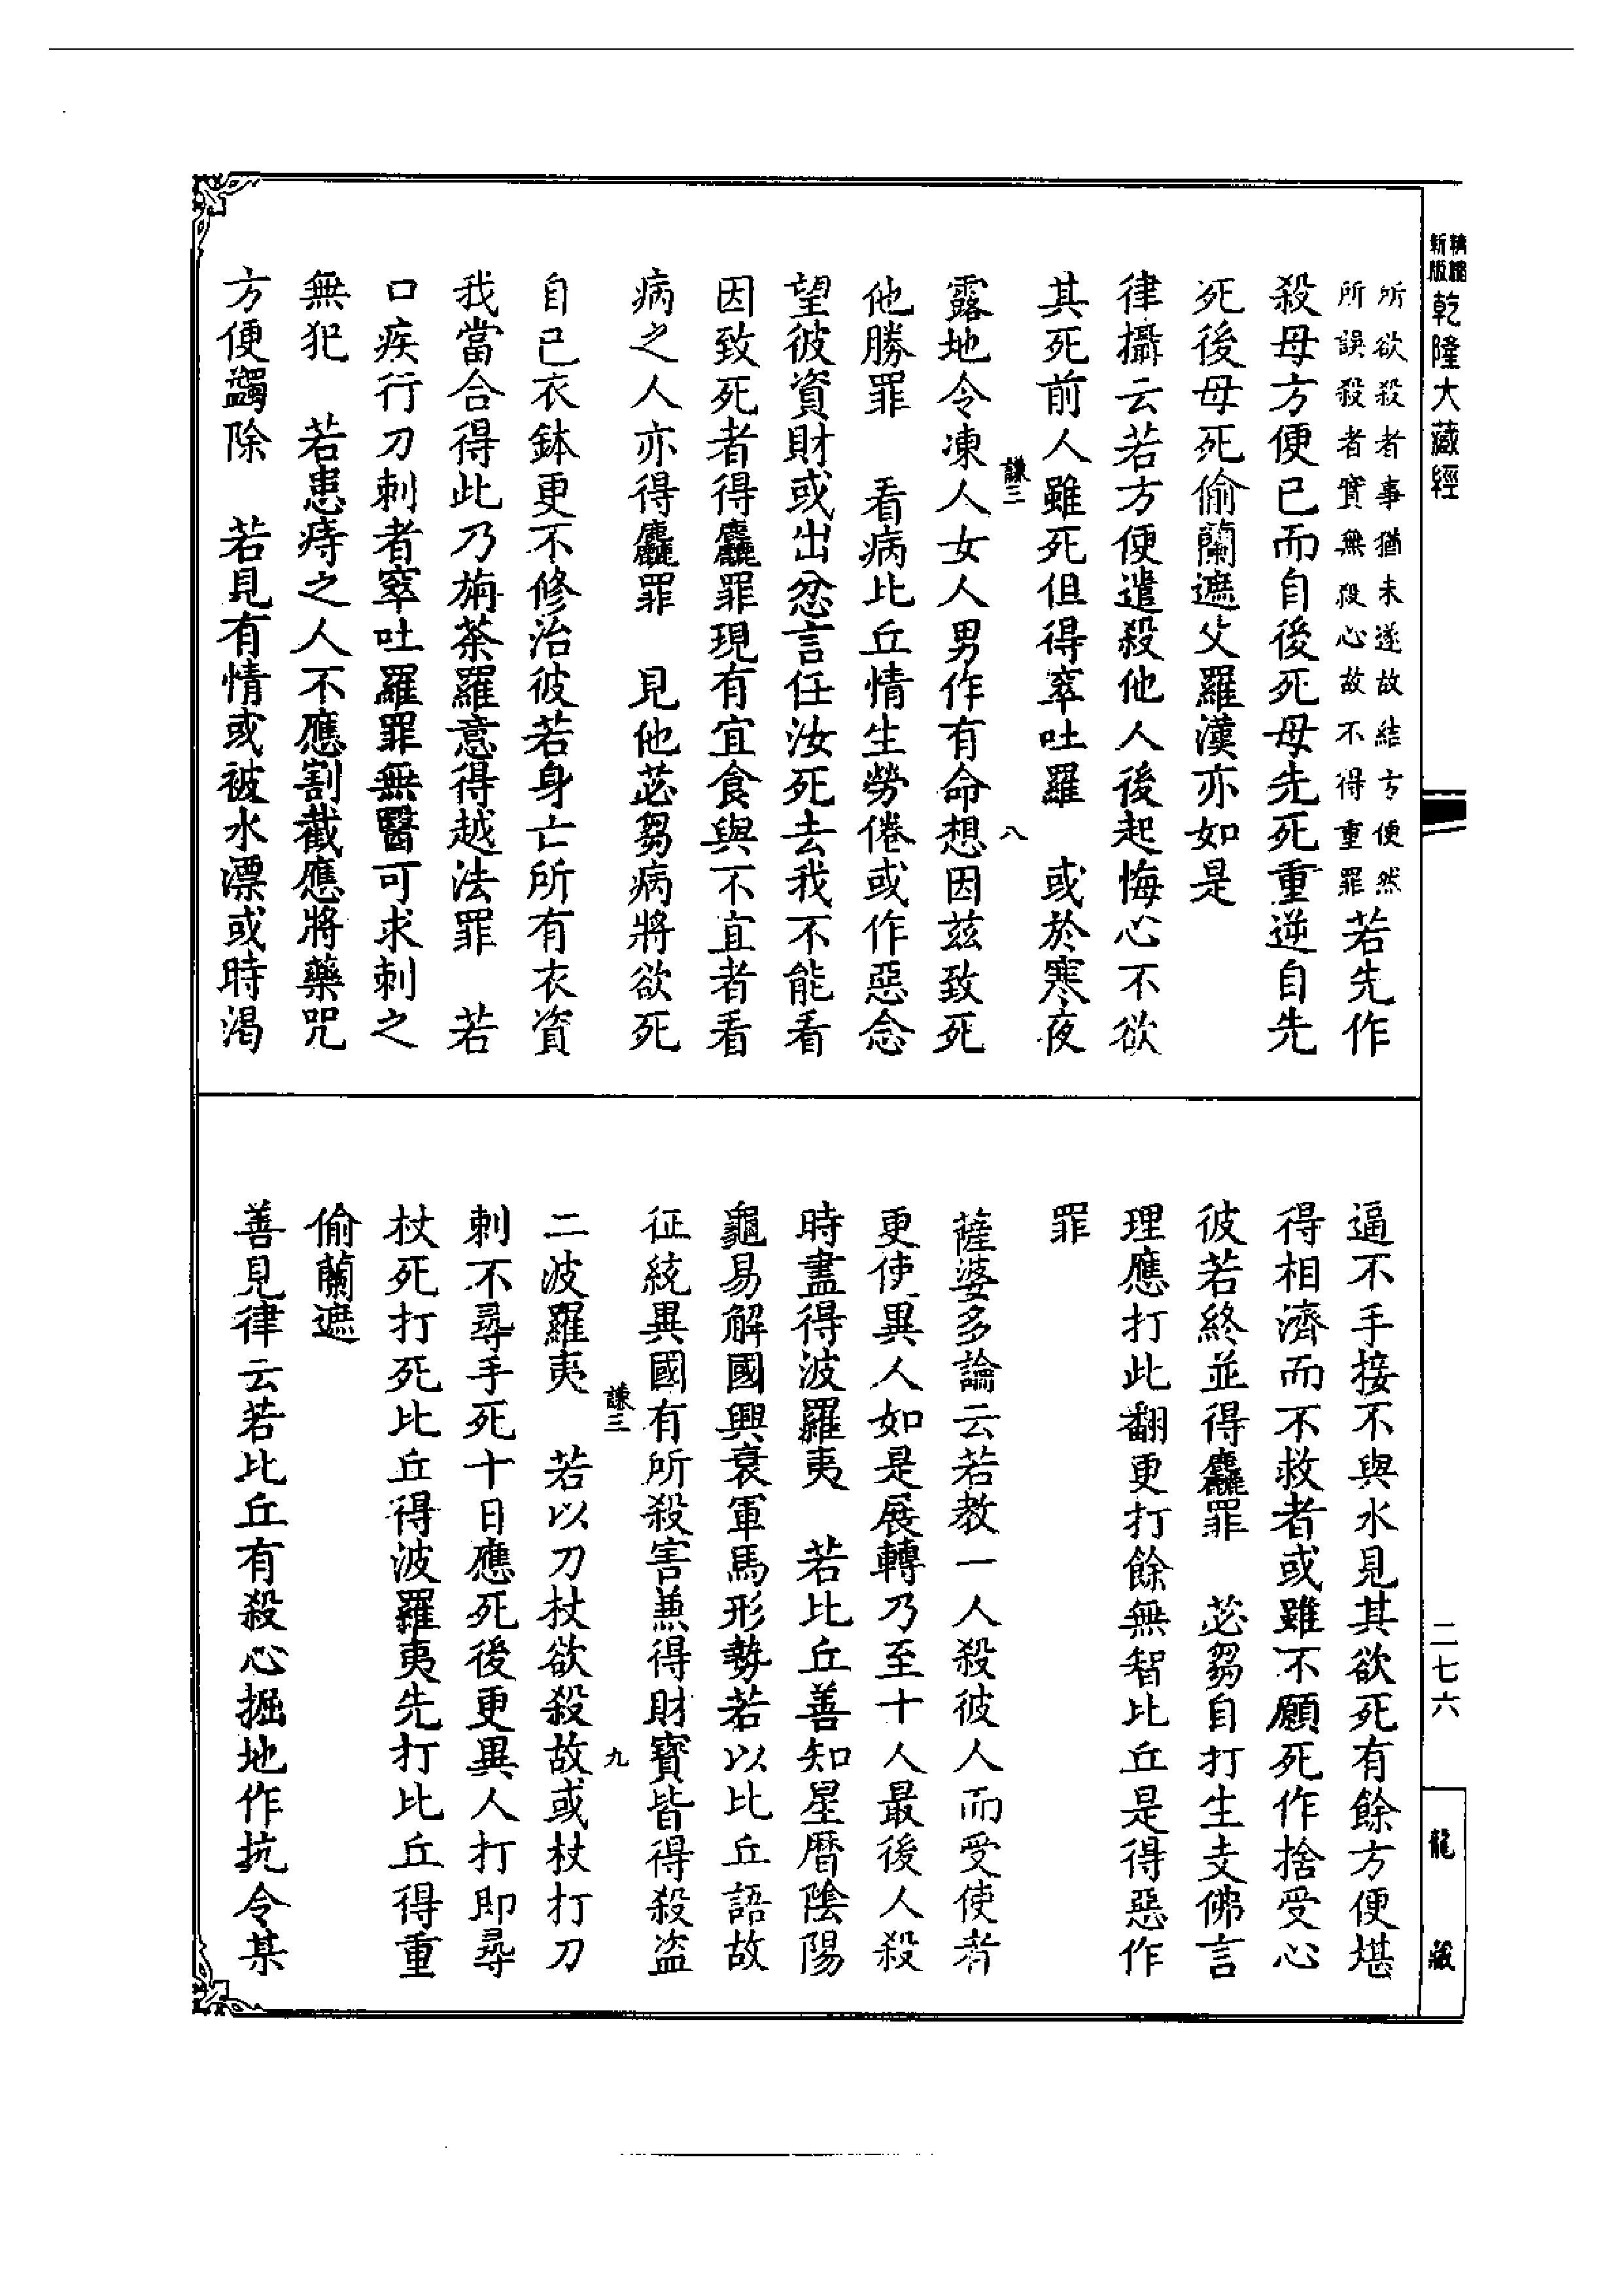 精縮
新版
乾隆大藏經
所欲殺者事猶未遂故結方便然
所誤殺者實無殺心故不得重罪
若先作
殺母方便已而自後死母先死重逆自先
死後母死偷蘭遮父羅漢亦如是
律攝云若方便遣殺他人後起悔心不欲
其死前人雖死但得窣吐羅　或於寒夜
謙三　八
露地令凍人女人男作有命想因茲致死
他勝罪　看病比丘情生勞倦或作惡念
望彼資財或出忿言任汝死去我不能看
因致死者得麤罪現有宜食與不宜者看
病之人亦得麤罪　見他苾芻病將欲死
自己衣鉢更不修治彼若身亡所有衣資
我當合得此乃旃茶羅意得越法罪　若
口疾行刀刺者窣吐羅罪無醫可求刺之
無犯　若患痔之人不應割截應將藥咒
方便蠲除　若見有情或被水漂或時渴
逼不手接不與水見其欲死有餘方便堪
得相濟而不救者或雖不願死作捨受心
彼若終並得麤罪　苾芻自打生支佛言
理應打此翻更打餘無智比丘是得惡作
罪
薩婆多論云若教一人殺彼人而受使者
更使異人如是展轉乃至十人最後人殺
時盡得波羅夷　若比丘善知星曆陰陽
龜易解國興衰軍馬形勢若以比丘語故
征統異國有所殺害兼得財寶皆得殺盜
謙三　九
二波羅夷　若以刀杖欲殺故或杖打刀
刺不尋手死十日應死後更異人打即尋
杖死打死比丘得波羅夷先打比丘得重
偷蘭遮
善見律云若比丘有殺心掘地作坑令某
二七六
龍藏